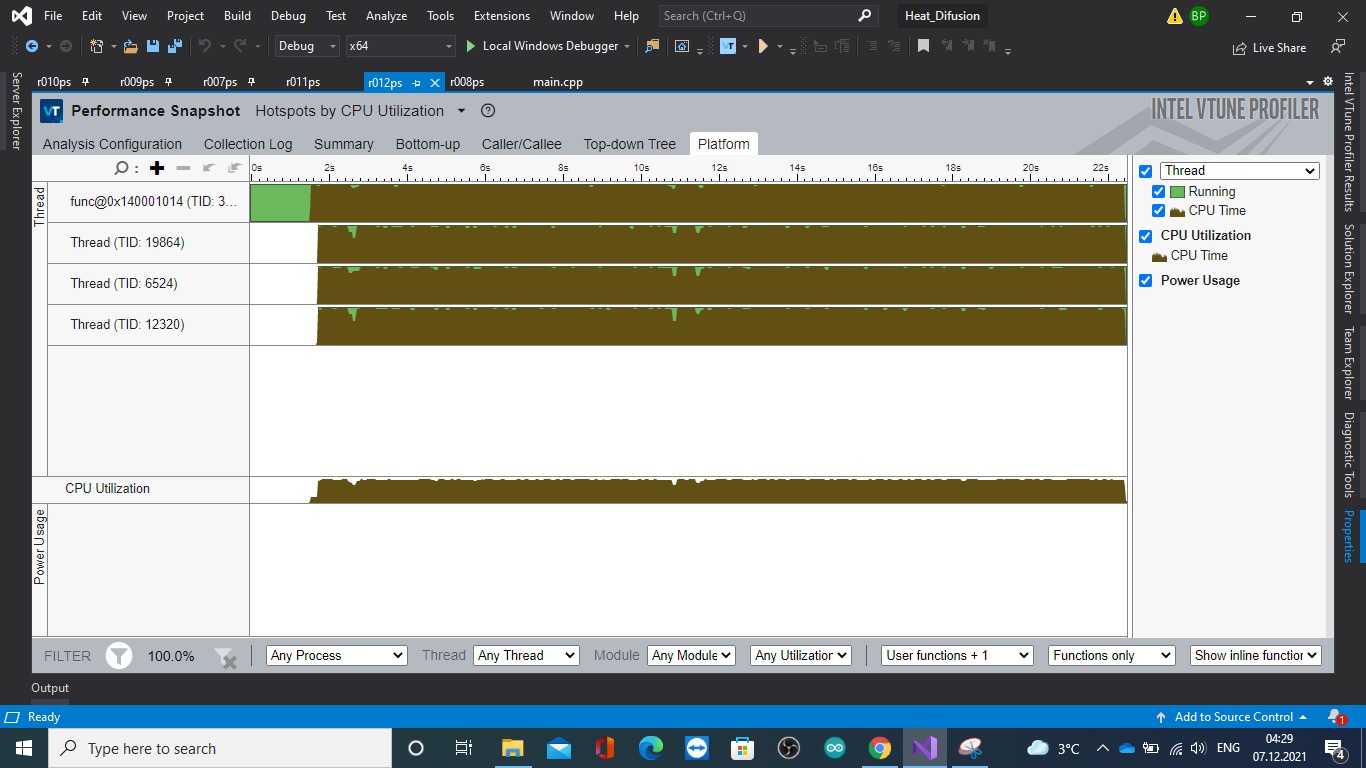 File Edit View Project Build Debug Test Analyze Tools Extensions Window Help Search (Ctrl+Q) Heat_Difusion BP
Debug x64 Local Windows Debugger VT Live Share
r010ps r009ps r007ps r011ps r012ps r008ps main.cpp
Server Explorer
VT Performance Snapshot Hotspots by CPU Utilization ? INTEL VTUNE PROFILER
Analysis Configuration Collection Log Summary Bottom-up Caller/Callee Top-down Tree Platform
0s 2s 4s 6s 8s 10s 12s 14s 16s 18s 20s 22s
Thread
func@0x140001014 (TID: 3...
Thread (TID: 19864)
Thread (TID: 6524)
Thread (TID: 12320)
CPU Utilization
Power Usage
Thread
Running
CPU Time
CPU Utilization
CPU Time
Power Usage
Intel VTune Profiler Results
Solution Explorer
Team Explorer
Diagnostic Tools
Properties
FILTER 100.0% Any Process Thread Any Thread Module Any Module Any Utilization User functions + 1 Functions only Show inline function
Output
Ready Add to Source Control 1
Type here to search 3°C ENG 04:29
07.12.2021 4